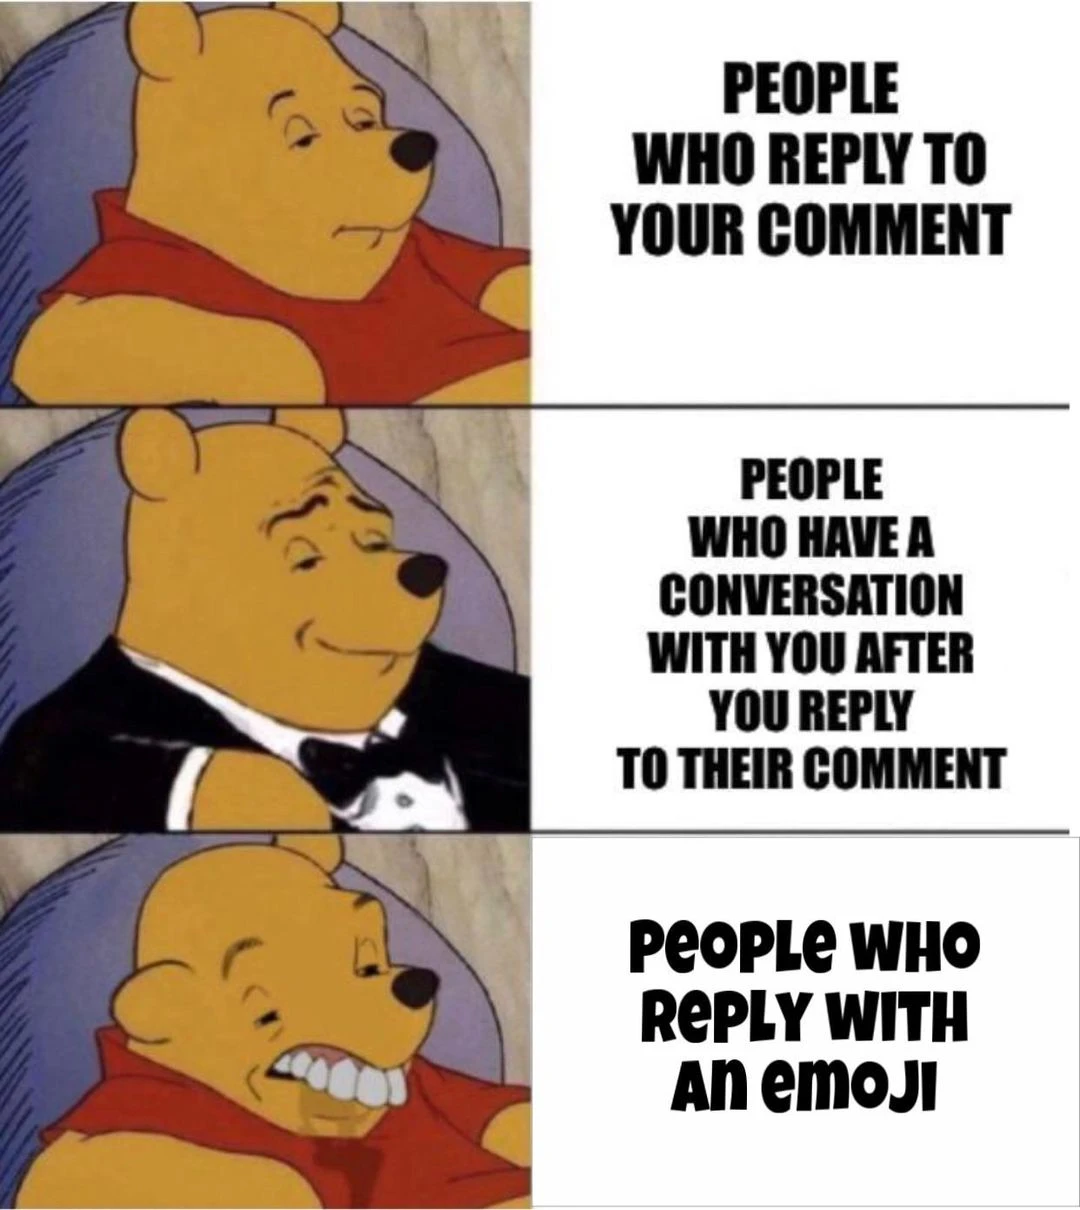 PEOPLE
WHO REPLY TO
YOUR COMMENT
PEOPLE
WHO HAVE A
CONVERSATION
WITH YOU AFTER
YOU REPLY
TO THEIR COMMENT
PeOPLe WHO
RePLY WITH
An emoJI